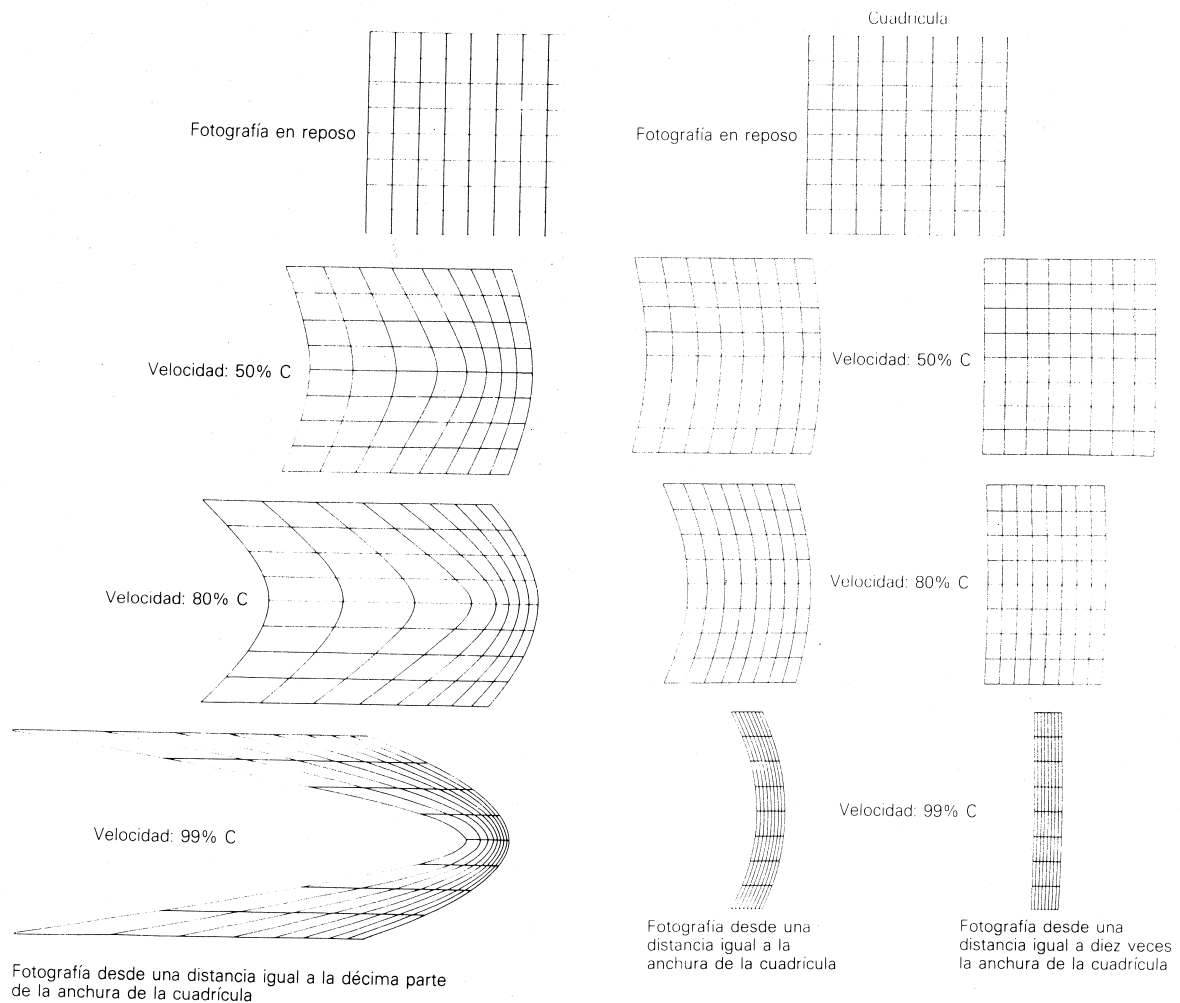 Cuadrícula
Fotografía en reposo
Fotografía en reposo
Velocidad: 50% C
Velocidad: 50% C
Velocidad: 80% C
Velocidad: 80% C
Velocidad: 99% C
Velocidad: 99% C
Fotografía desde una distancia igual a la décima parte
de la anchura de la cuadrícula
Fotografía desde una
distancia igual a la
anchura de la cuadrícula
Fotografía desde una
distancia igual a diez veces
la anchura de la cuadrícula